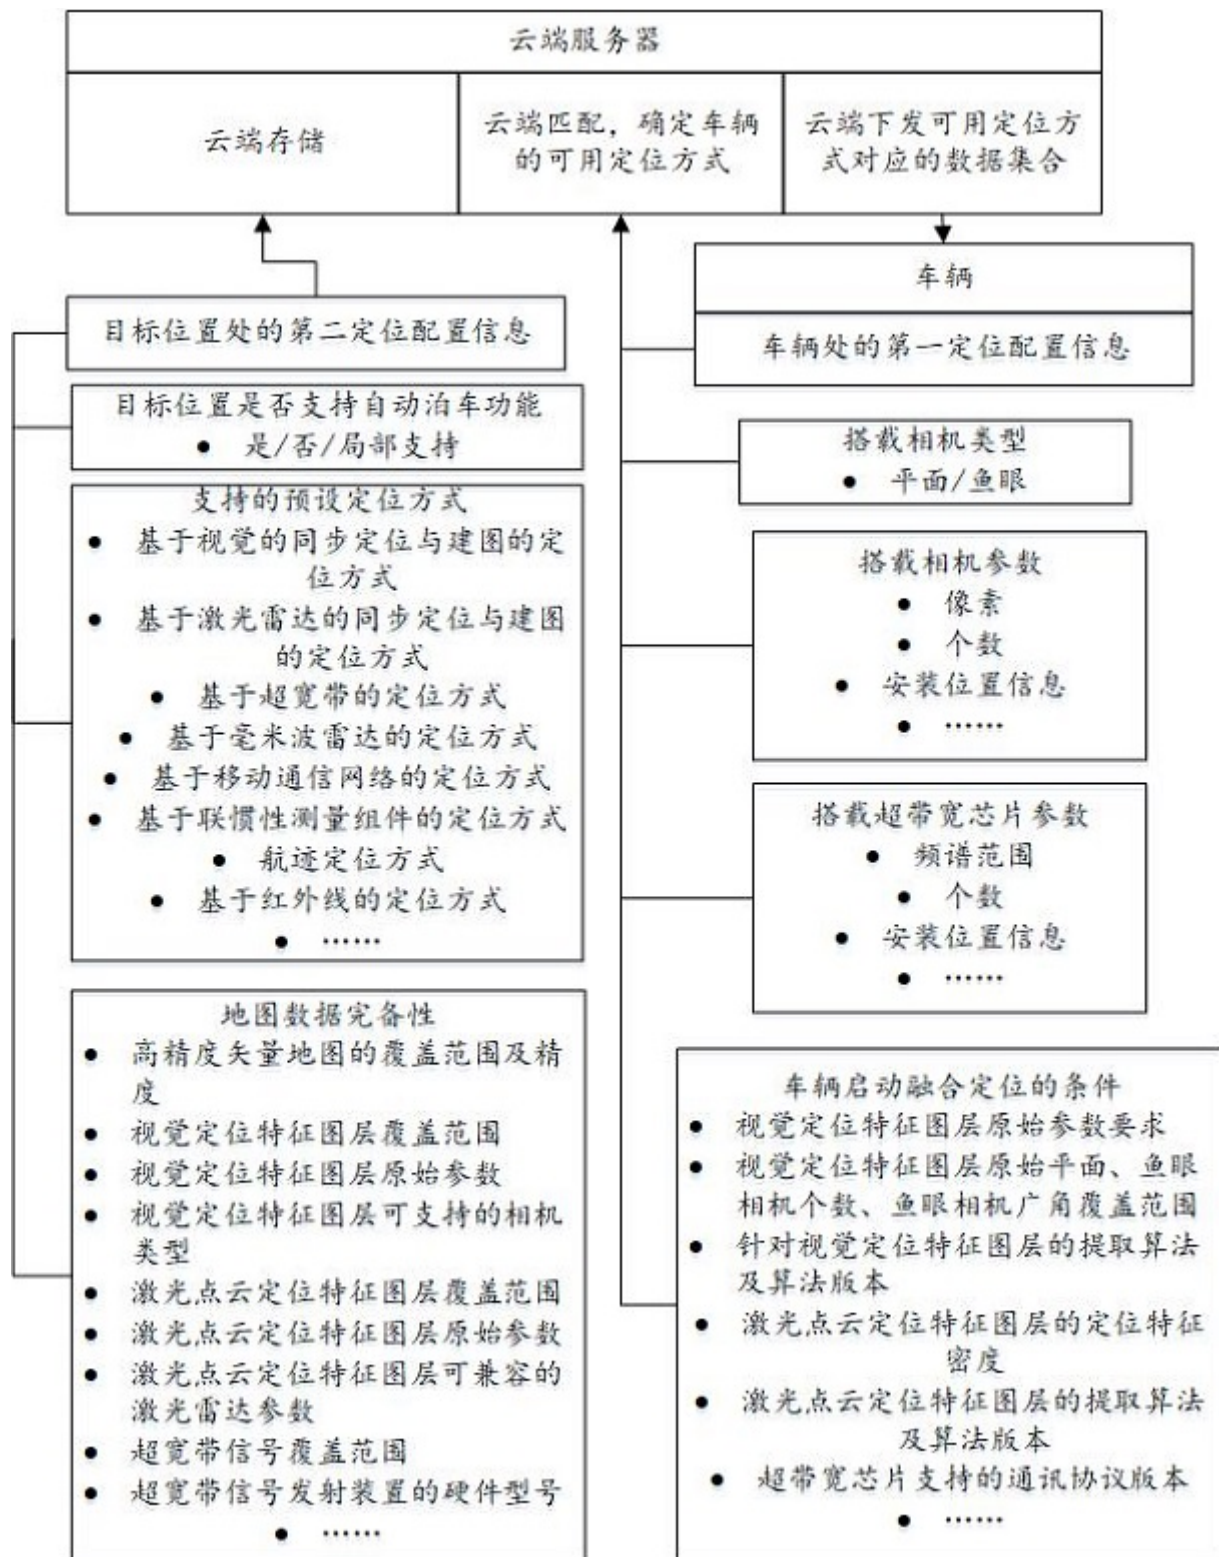 云端服务器
云端存储
云端匹配，确定车辆
的可用定位方式
云端下发可用定位方
式对应的数据集合
车辆
车辆处的第一定位配置信息
目标位置处的第二定位配置信息
目标位置是否支持自动泊车功能
● 是/否/局部支持
支持的预设定位方式
● 基于视觉的同步定位与建图的定
位方式
● 基于激光雷达的同步定位与建图
的定位方式
● 基于超宽带的定位方式
● 基于毫米波雷达的定位方式
● 基于移动通信网络的定位方式
● 基于联惯性测量组件的定位方式
● 航迹定位方式
● 基于红外线的定位方式
● ……
地图数据完备性
● 高精度矢量地图的覆盖范围及精
度
● 视觉定位特征图层覆盖范围
● 视觉定位特征图层原始参数
● 视觉定位特征图层可支持的相机
类型
● 激光点云定位特征图层覆盖范围
● 激光点云定位特征图层原始参数
● 激光点云定位特征图层可兼容的
激光雷达参数
● 超宽带信号覆盖范围
● 超宽带信号发射装置的硬件型号
● ……
搭载相机类型
● 平面/鱼眼
搭载相机参数
● 像素
● 个数
● 安装位置信息
● ……
搭载超带宽芯片参数
● 频谱范围
● 个数
● 安装位置信息
● ……
车辆启动融合定位的条件
● 视觉定位特征图层原始参数要求
● 视觉定位特征图层原始平面、鱼眼
相机个数、鱼眼相机广角覆盖范围
● 针对视觉定位特征图层的提取算法
及算法版本
● 激光点云定位特征图层的定位特征
密度
● 激光点云定位特征图层的提取算法
及算法版本
● 超带宽芯片支持的通讯协议版本
● ……